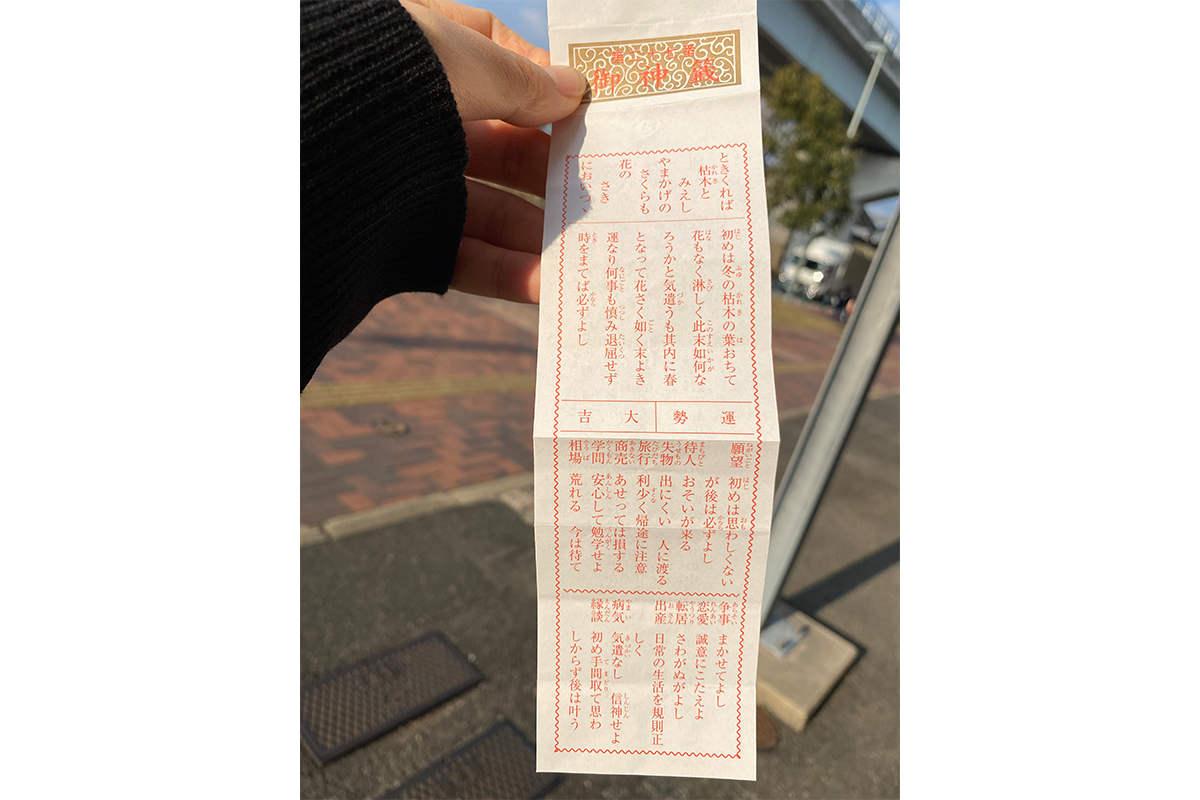 御神籤
ときくれば
枯木と
みえし
やまかげの
さくらも
花の
さき
においつゝ
初めは冬の枯木の葉おちて
花もなく淋しく此末如何な
ろうかと気遣うも其内に春
となって花さく如く末よき
運なり何事も慎み退屈せず
時をまてば必ずよし
運勢
大吉
願望 初めは思わしくない
が後は必ずよし
待人 おそいが来る
失物 出にくい 人に渡る
旅行 利少く帰途に注意
商売 あせっては損する
学問 安心して勉学せよ
相場 荒れる 今は待て
争事 まかせてよし
恋愛 誠意にこたえよ
転居 さわがぬがよし
出産 日常の生活を規則正
しく
病気 気遣なし 信神せよ
縁談 初め手間取て思わ
しからず後は叶う